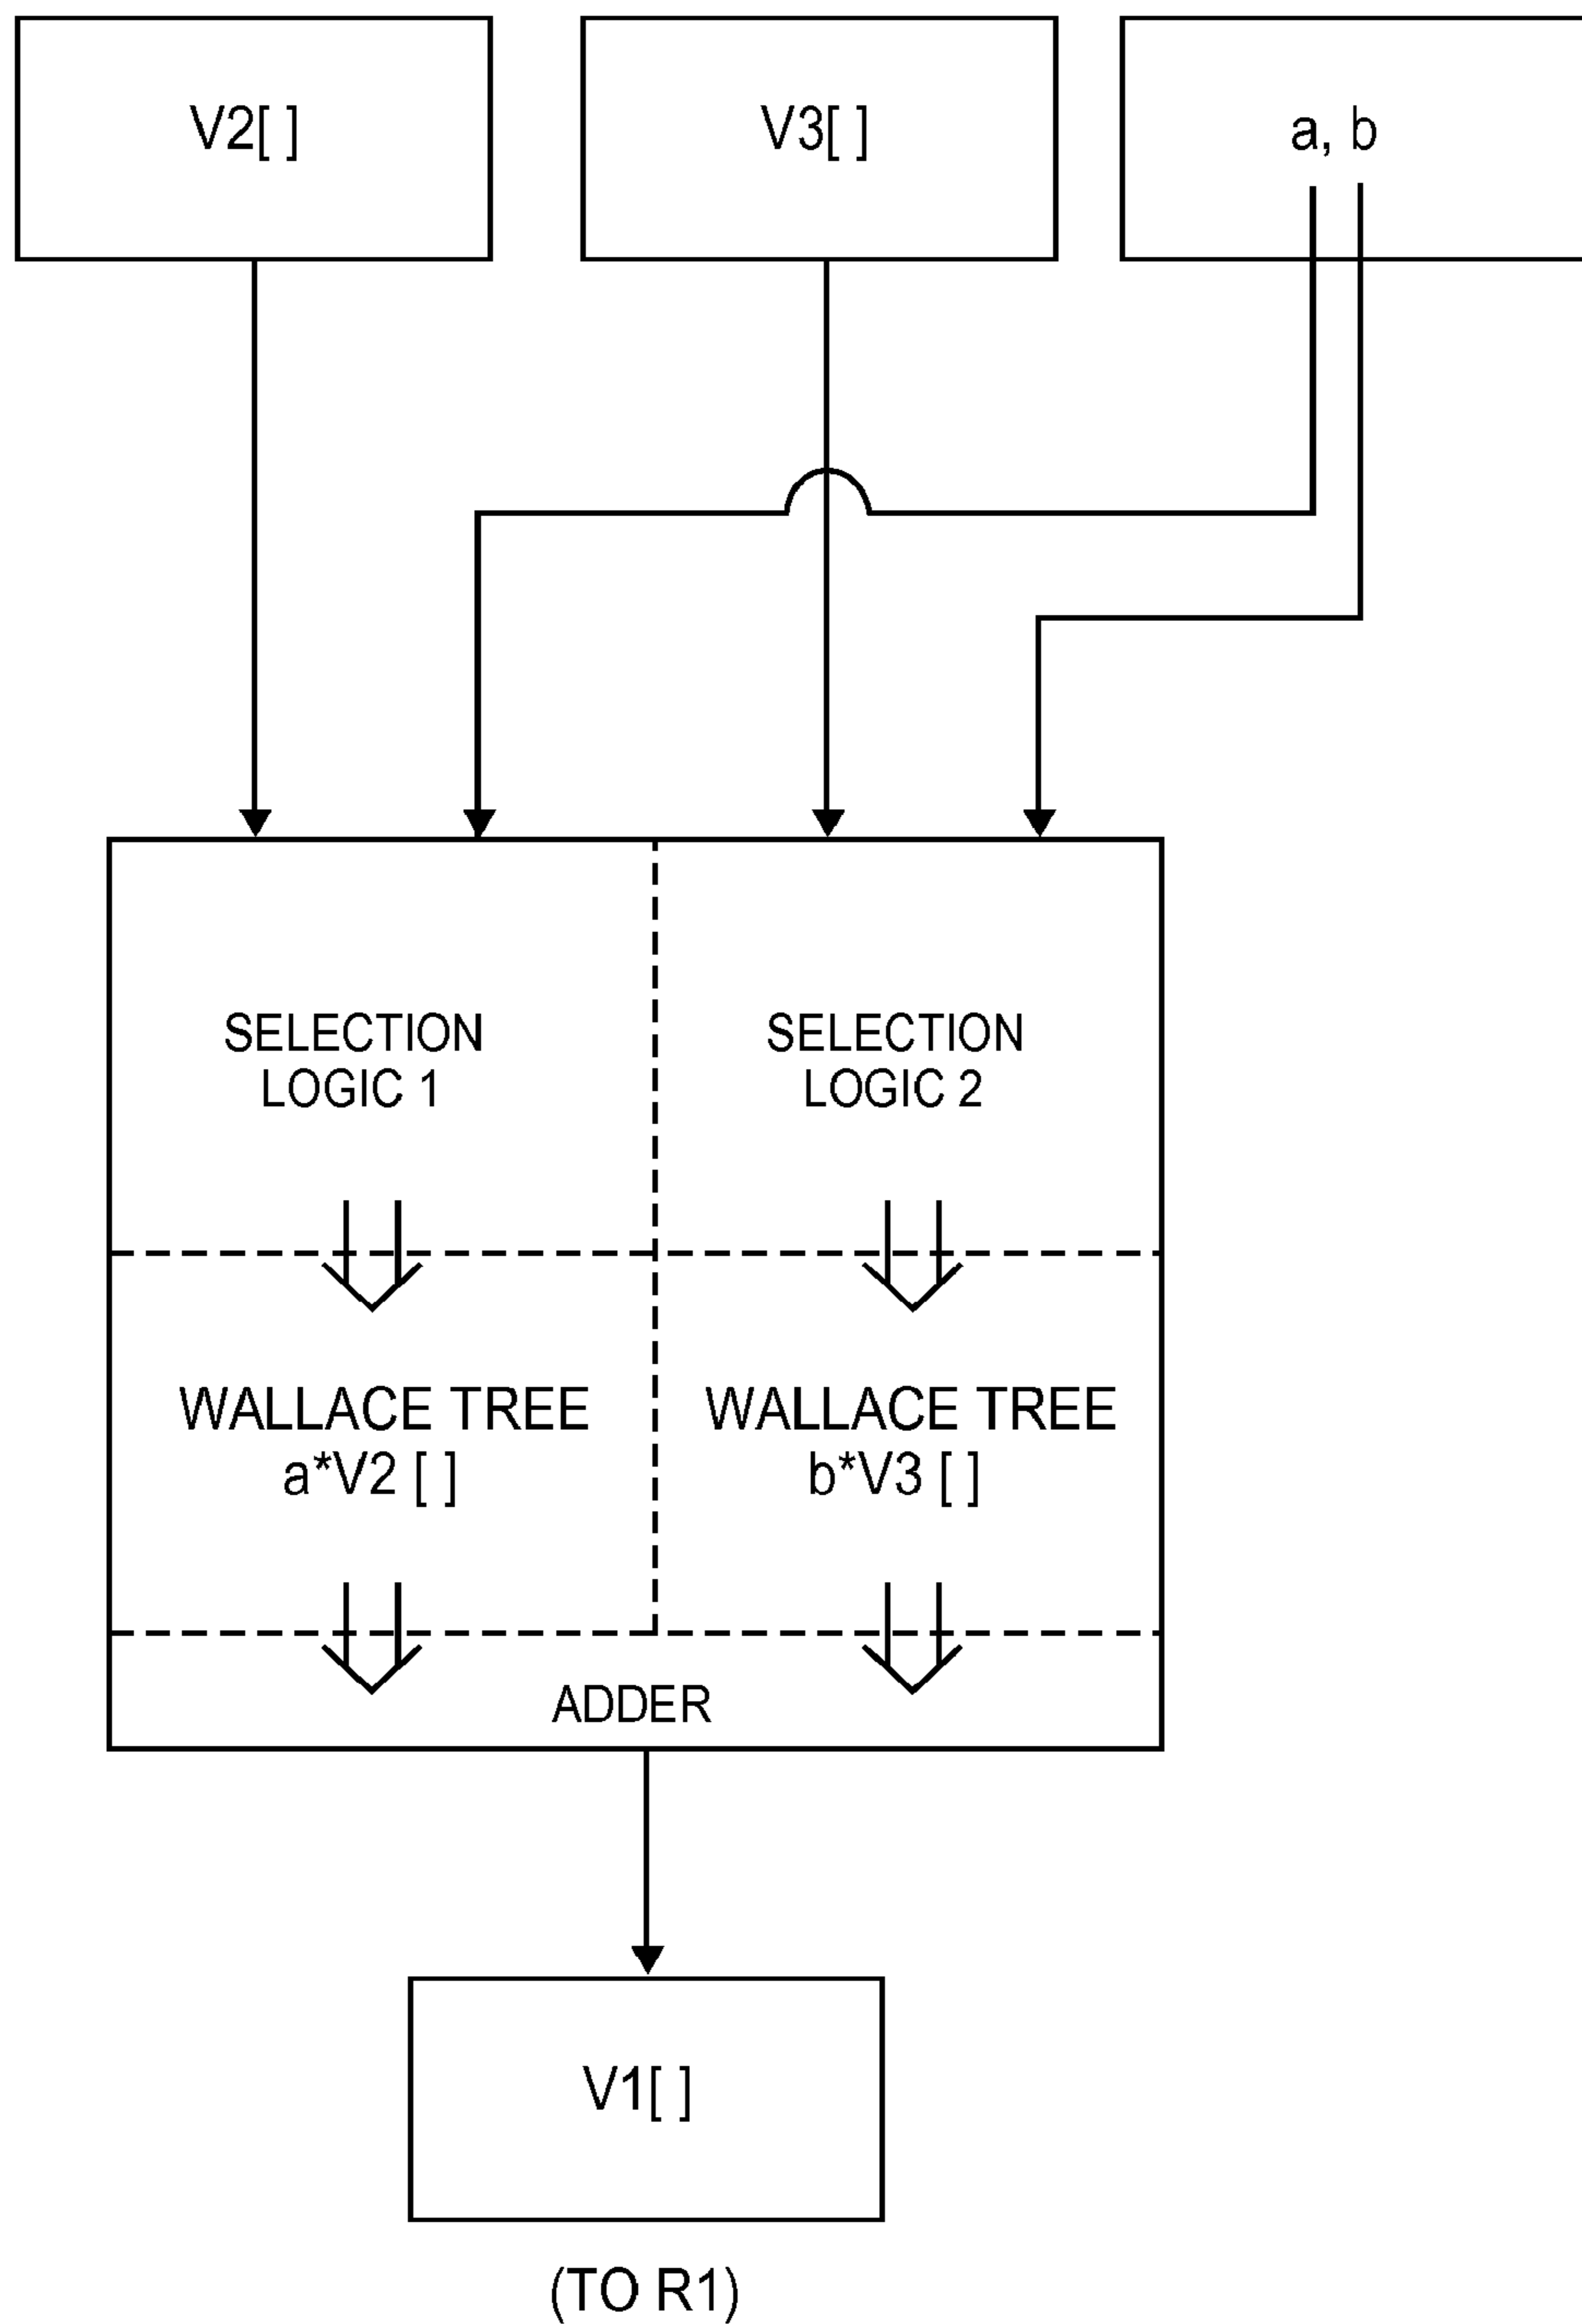 V2[ ]
V3[ ]
a, b
SELECTION
LOGIC 1
SELECTION
LOGIC 2
WALLACE TREE
a*V2 [ ]
WALLACE TREE
b*V3 [ ]
ADDER
V1[ ]
(TO R1)